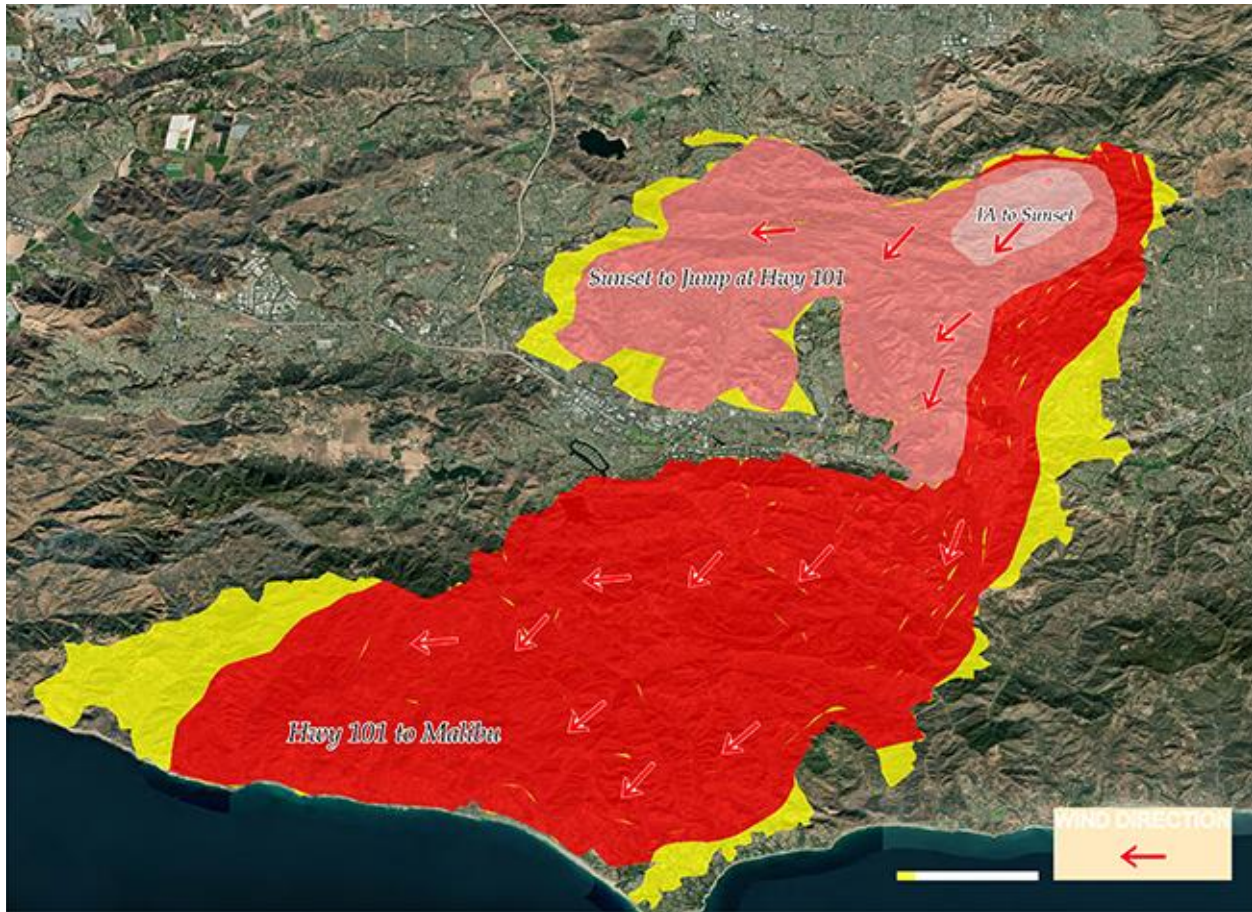 IA to Sunset
Sunset to Jump at Hwy 101
Hwy 101 to Malibu
WIND DIRECTION